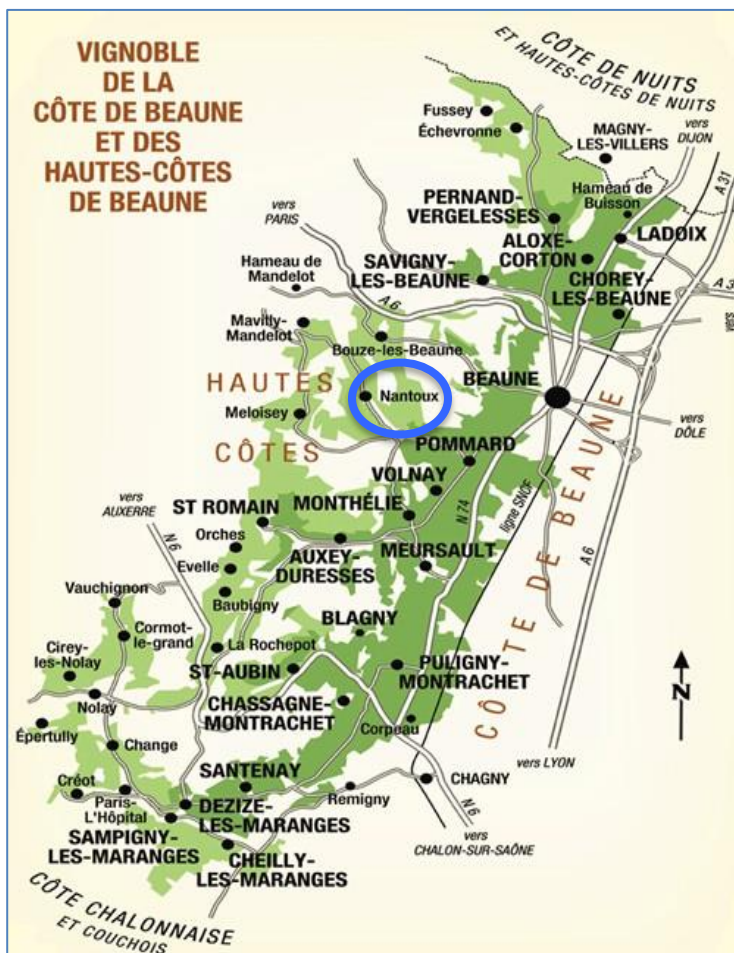 VIGNOBLE
DE LA
CÔTE DE BEAUNE
ET DES
HAUTES-CÔTES
DE BEAUNE
CÔTE DE NUITS
ET HAUTES-CÔTES DE NUITS
Fussey
Échevronne
MAGNY-
LES-VILLERS
vers
DIJON
A 31
Hameau de
Buisson
PERNAND-
VERGELESSES
LADOIX
vers
PARIS
ALOXE-
CORTON
SAVIGNY-
LES-BEAUNE
CHOREY-
LES-BEAUNE
Hameau de
Mandelot
A 6
A 3
vers
Mavilly-
Mandelot
Bouze-les-Beaune
BEAUNE
HAUTES
Nantoux
Meloisey
CÔTES
POMMARD
vers
DÔLE
VOLNAY
vers
AUXERRE
N6
ST ROMAIN
MONTHÉLIE
N 74
ligne SNCF
CÔTE DE BEAUNE
A 6
Orches
AUXEY-
DURESSES
MEURSAULT
Evelle
Vauchignon
Baubigny
BLAGNY
Cormot-
le-grand
La Rochepot
Cirey-
les-Nolay
ST-AUBIN
PULIGNY-
MONTRACHET
N
Nolay
CHASSAGNE-
MONTRACHET
Corpeau
Épertully
Change
vers LYON
SANTENAY
CHAGNY
Créot
Paris-
L'Hôpital
Remigny
N6
DEZIZE-
LES-MARANGES
SAMPIGNY-
LES-MARANGES
vers
CHALON-SUR-SAÔNE
CHEILLY-
LES-MARANGES
CÔTE CHALONNAISE
ET COUCHOIS